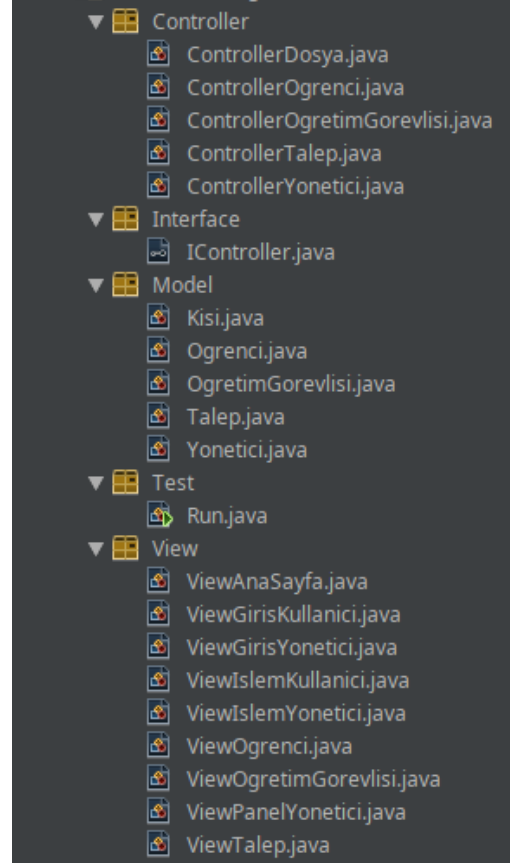 Controller
ControllerDosya.java
ControllerOgrenci.java
ControllerOgretimGorevlisi.java
ControllerTalep.java
ControllerYonetici.java
Interface
IController.java
Model
Kisi.java
Ogrenci.java
OgretimGorevlisi.java
Talep.java
Yonetici.java
Test
Run.java
View
ViewAnaSayfa.java
ViewGirisKullanici.java
ViewGirisYonetici.java
ViewIslemKullanici.java
ViewIslemYonetici.java
ViewOgrenci.java
ViewOgretimGorevlisi.java
ViewPanelYonetici.java
ViewTalep.java